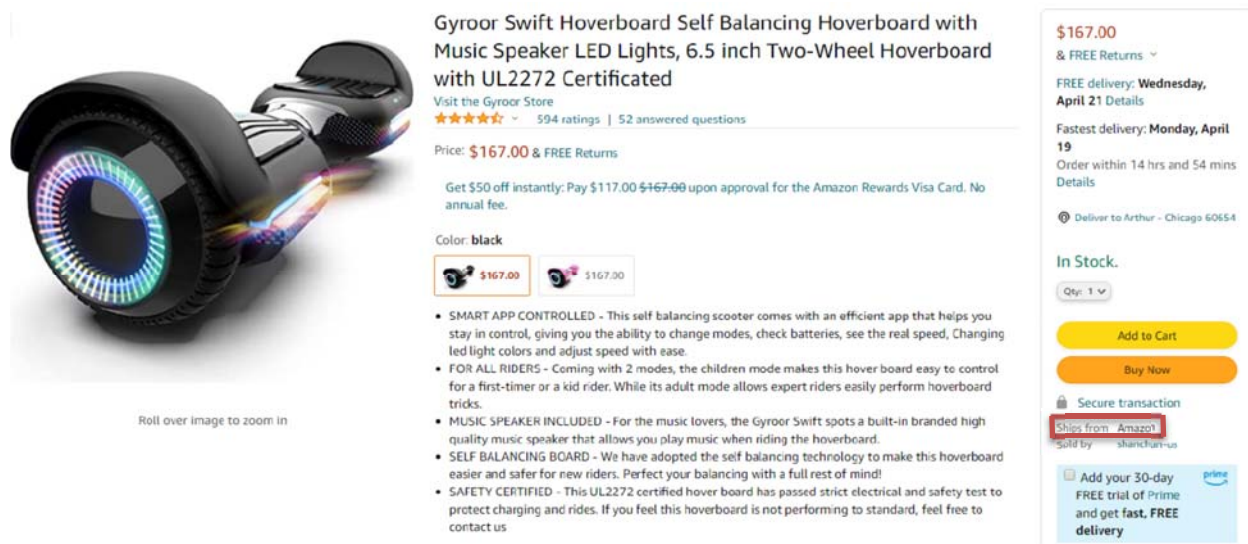 Gyroor Swift Hoverboard Self Balancing Hoverboard with
Music Speaker LED Lights, 6.5 inch Two-Wheel Hoverboard
with UL2272 Certificated
Visit the Gyroor Store
594 ratings | 52 answered questions
Price: $167.00 & FREE Returns
Get $50 off instantly: Pay $117.00 $167.00 upon approval for the Amazon Rewards Visa Card. No
annual fee.
Color: black
$167.00
$167.00
• SMART APP CONTROLLED - This self balancing scooter comes with an efficient app that helps you
stay in control, giving you the ability to change modes, check batteries, see the real speed, Changing
led light colors and adjust speed with ease.
• FOR ALL RIDERS - Coming with 2 modes, the children mode makes this hover board easy to control
for a first-timer or a kid rider. While its adult mode allows expert riders easily perform hoverboard
tricks.
• MUSIC SPEAKER INCLUDED - For the music lovers, the Gyroor Swift spots a built-in branded high
quality music speaker that allows you play music when riding the hoverboard.
• SELF BALANCING BOARD - We have adopted the self balancing technology to make this hoverboard
easier and safer for new riders. Perfect your balancing with a full rest of mind!
• SAFETY CERTIFIED - This UL2272 certified hover board has passed strict electrical and safety test to
protect charging and rides. If you feel this hoverboard is not performing to standard, feel free to
contact us
Roll over image to zoom in
$167.00
& FREE Returns
FREE delivery: Wednesday,
April 21 Details
Fastest delivery: Monday, April
19
Order within 14 hrs and 54 mins
Details
Deliver to Arthur - Chicago 60654
In Stock.
Qty: 1
Add to Cart
Buy Now
Secure transaction
Ships from Amazon
Sold by shanchun-us
Add your 30-day
FREE trial of Prime
and get fast, FREE
delivery
prime